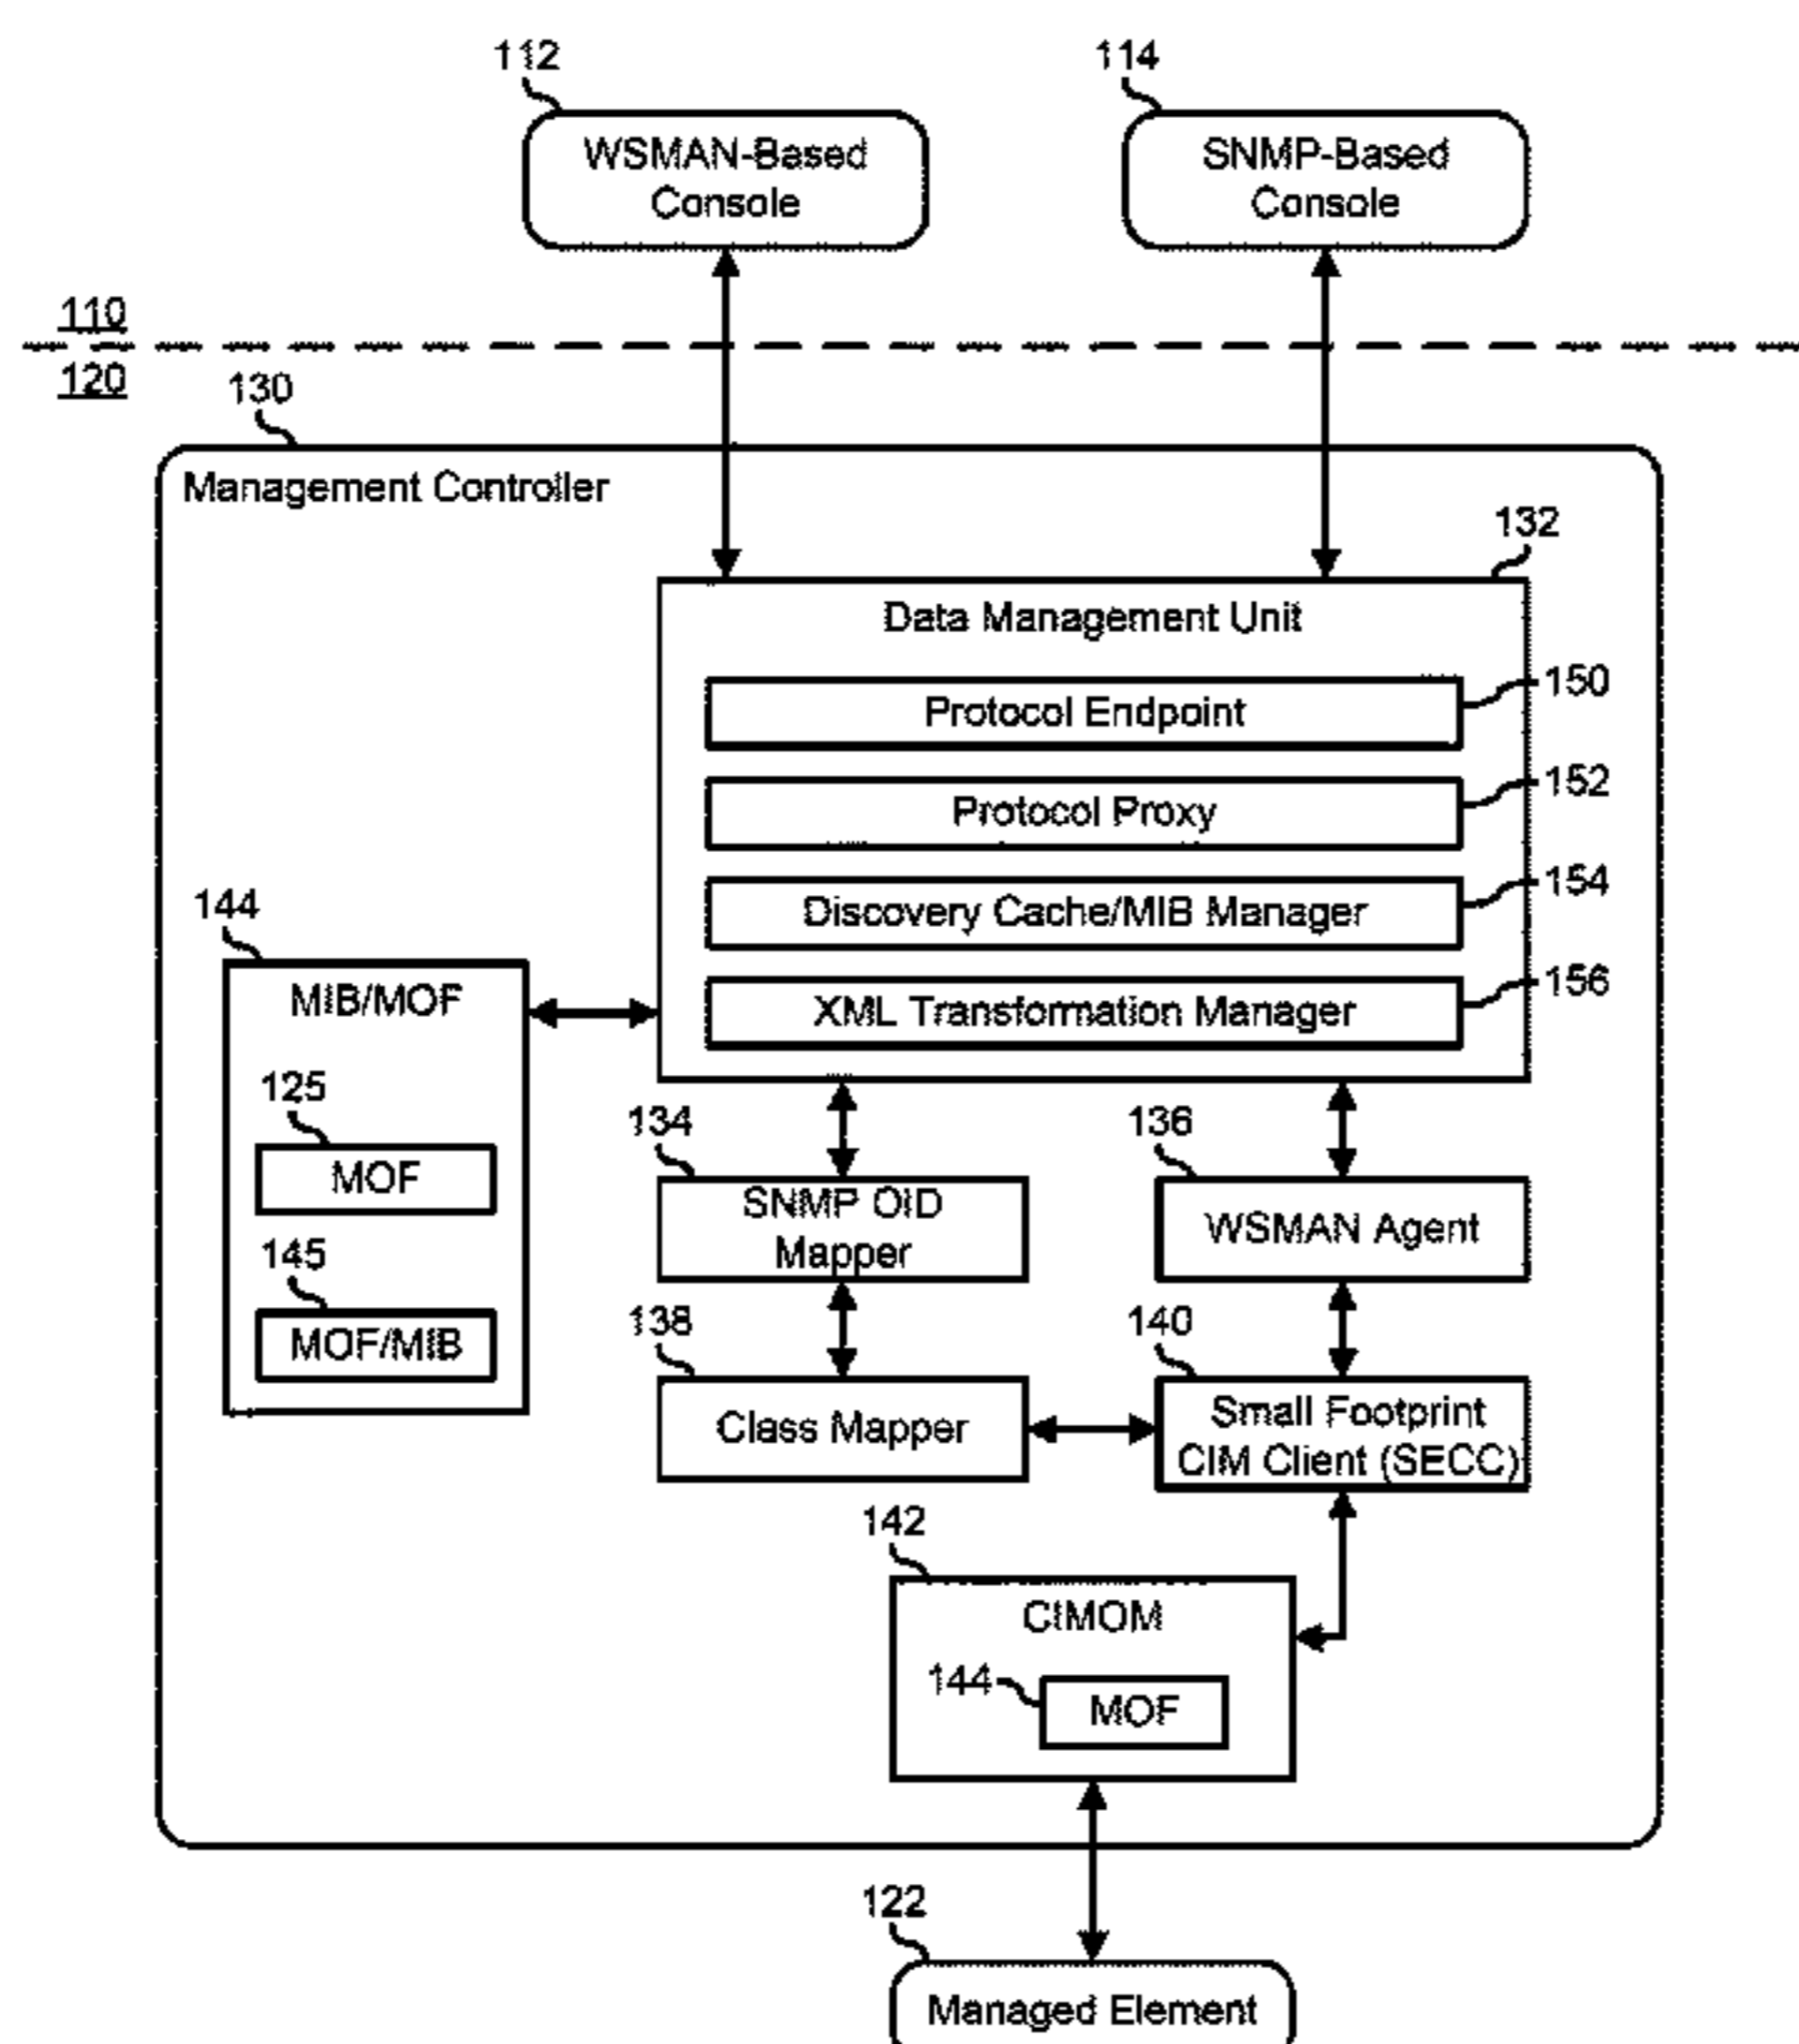 112
114
WSMAN-Based
Console
SNMP-Based
Console
110
120
130
Management Controller
132
Data Management Unit
Protocol Endpoint
150
Protocol Proxy
152
Discovery Cache/MIB Manager
154
XML Transformation Manager
156
144
MIB/MOF
125
MOF
145
MOF/MIB
134
SNMP OID
Mapper
136
WSMAN Agent
138
Class Mapper
140
Small Footprint
CIM Client (SECC)
142
CIMOM
144
MOF
122
Managed Element